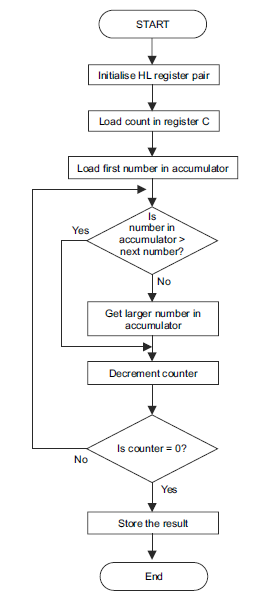 START
Initialise HL register pair
Load count in register C
Load first number in accumulator
Is
number in
accumulator >
next number?
Yes
No
Get larger number in
accumulator
Decrement counter
Is counter = 0?
No
Yes
Store the result
End